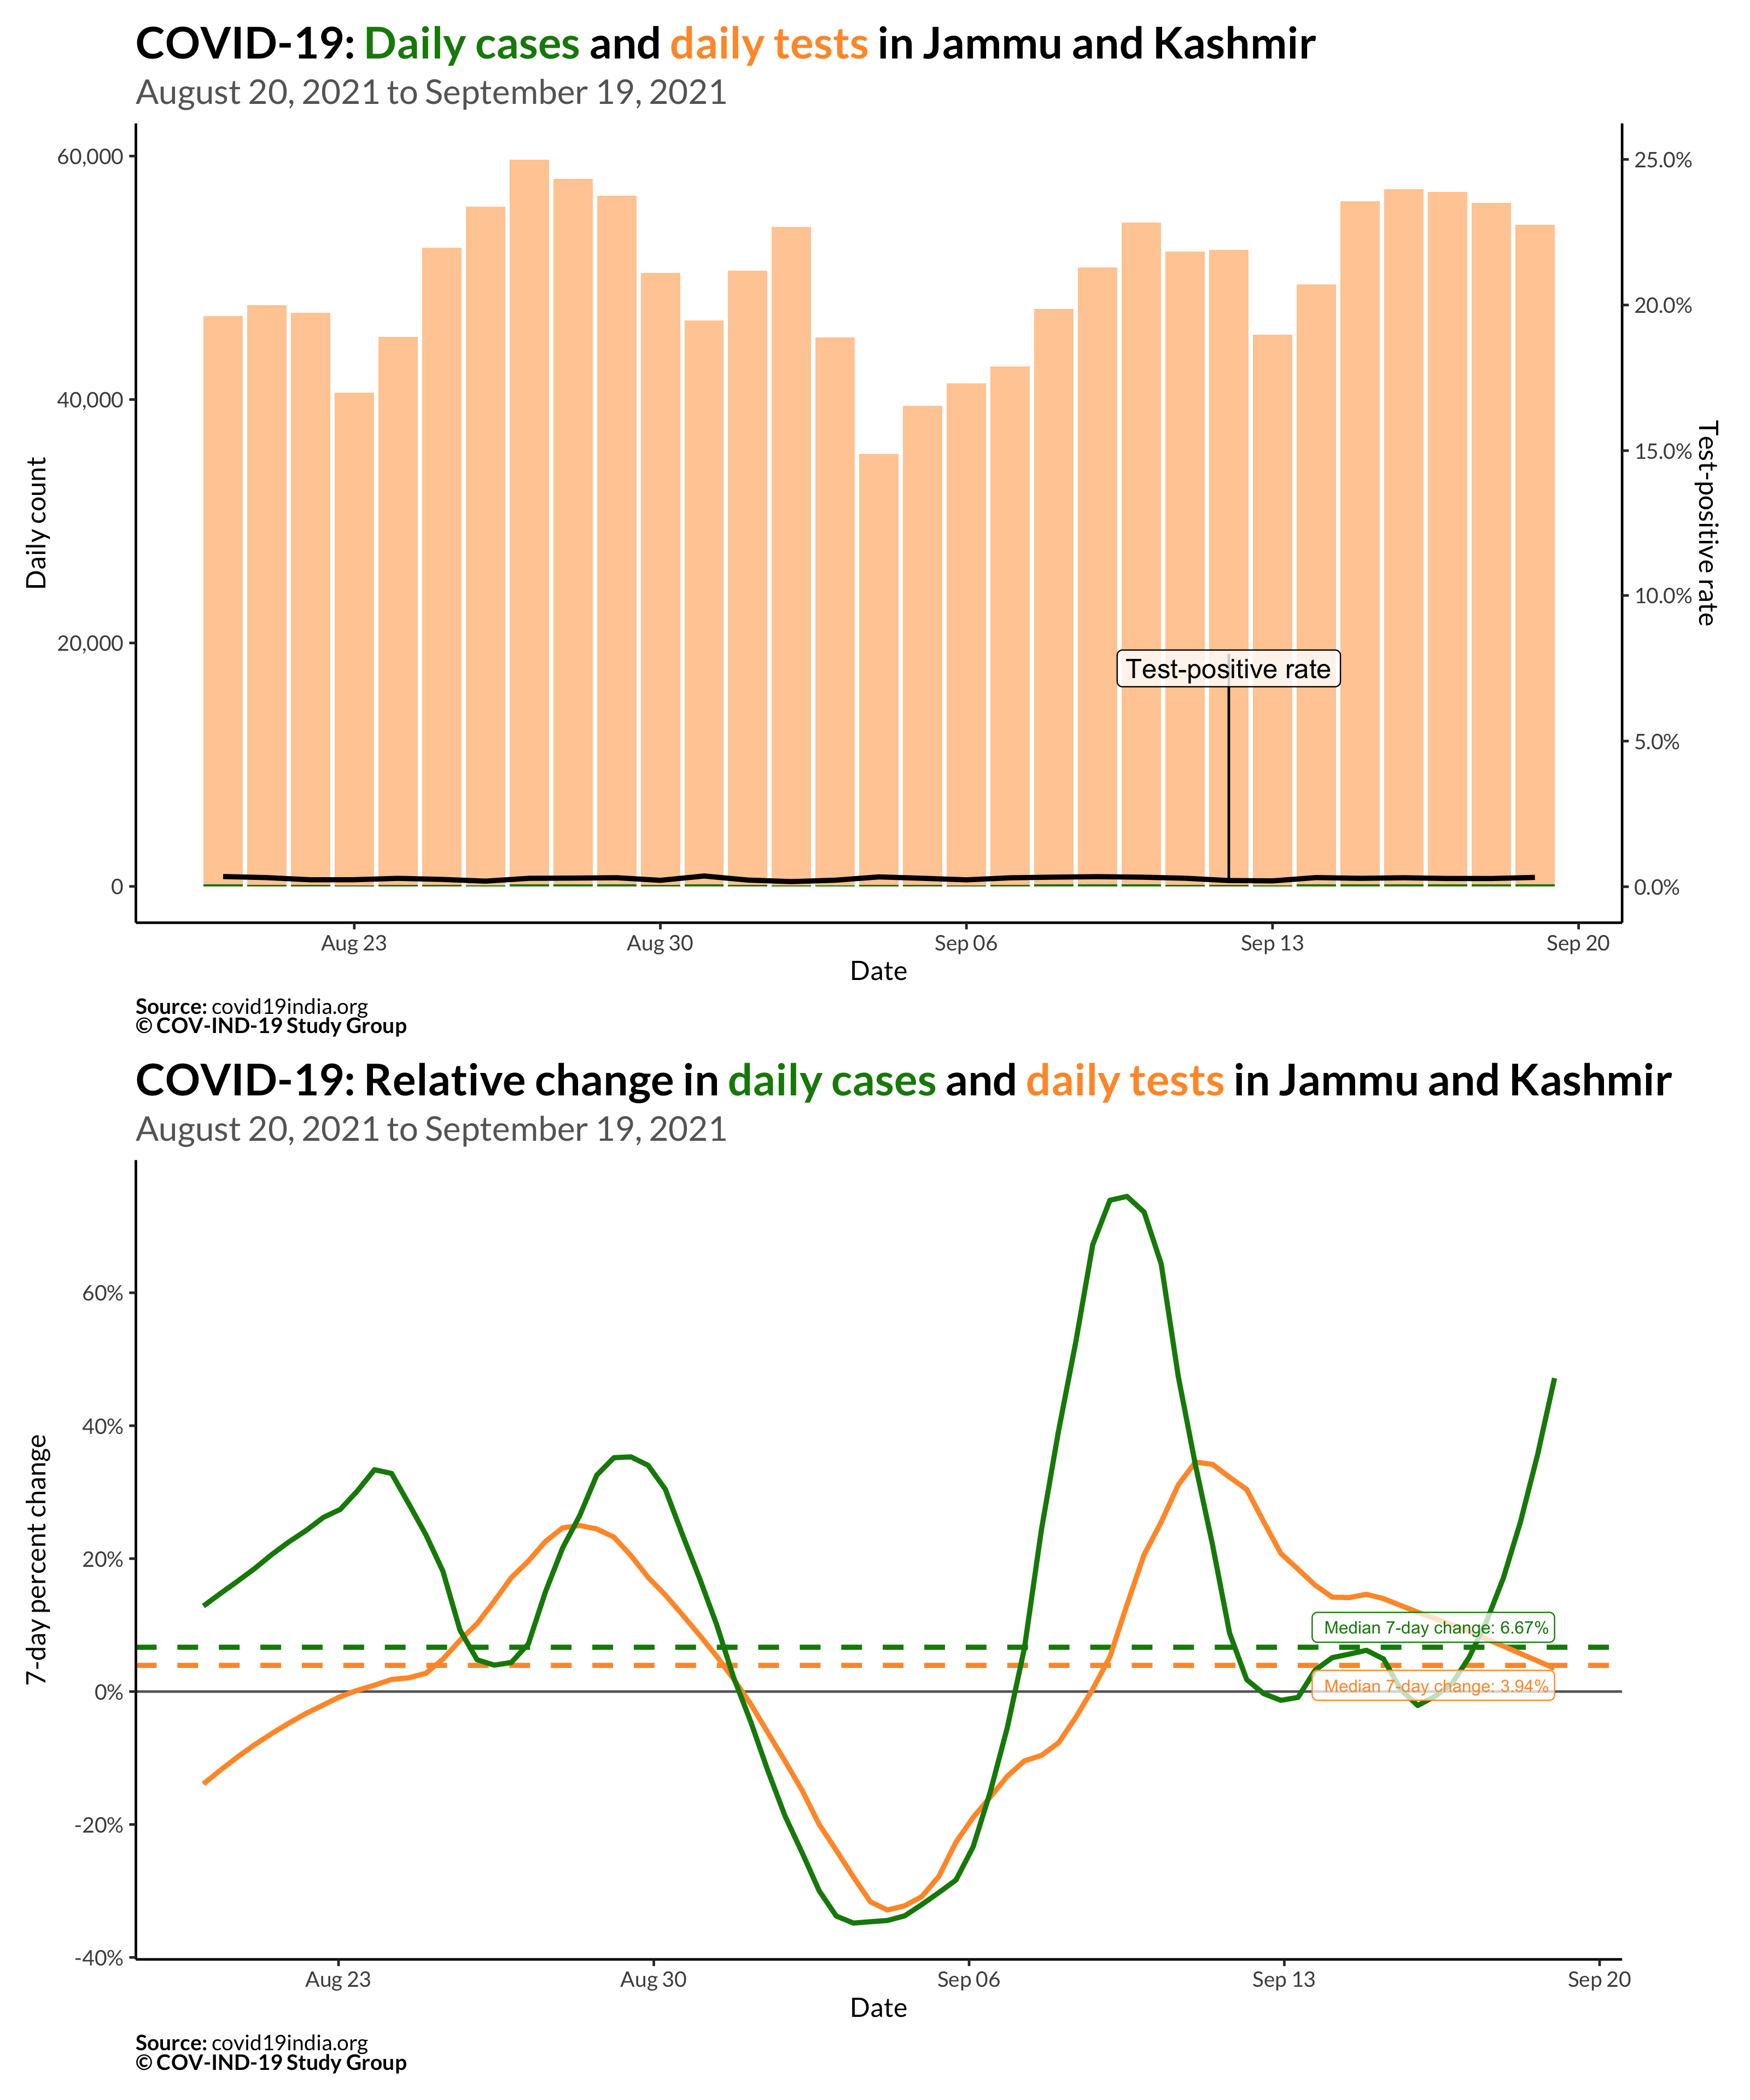 COVID-19: Daily cases and daily tests in Jammu and Kashmir
August 20, 2021 to September 19, 2021
60,000
40,000
20,000
0
Daily count
25.0%
20.0%
15.0%
10.0%
5.0%
0.0%
Test-positive rate
Test-positive rate
Aug 23
Aug 30
Sep 06
Sep 13
Sep 20
Date
Source: covid19india.org
© COV-IND-19 Study Group
COVID-19: Relative change in daily cases and daily tests in Jammu and Kashmir
August 20, 2021 to September 19, 2021
60%
40%
20%
0%
-20%
-40%
7-day percent change
Median 7-day change: 6.67%
Median 7-day change: 3.94%
Aug 23
Aug 30
Sep 06
Sep 13
Sep 20
Date
Source: covid19india.org
© COV-IND-19 Study Group